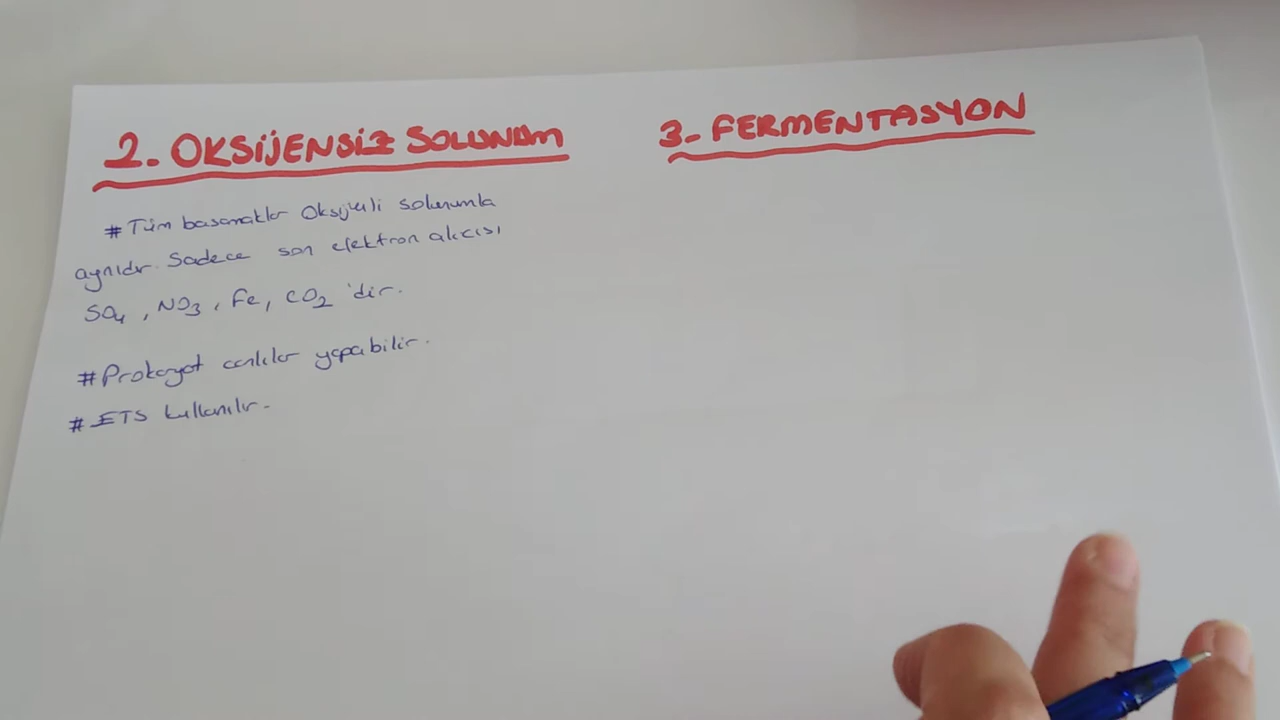 2. OKSİJENSİZ SOLUNUM
# Tüm basamaklar Oksijenli solunumla
aynıdır. Sadece son elektron alıcısı
SO4, NO3, Fe, CO2 'dir.
# Prokaryot canlılar yapabilir.
# ETS kullanılır.
3- FERMENTASYON